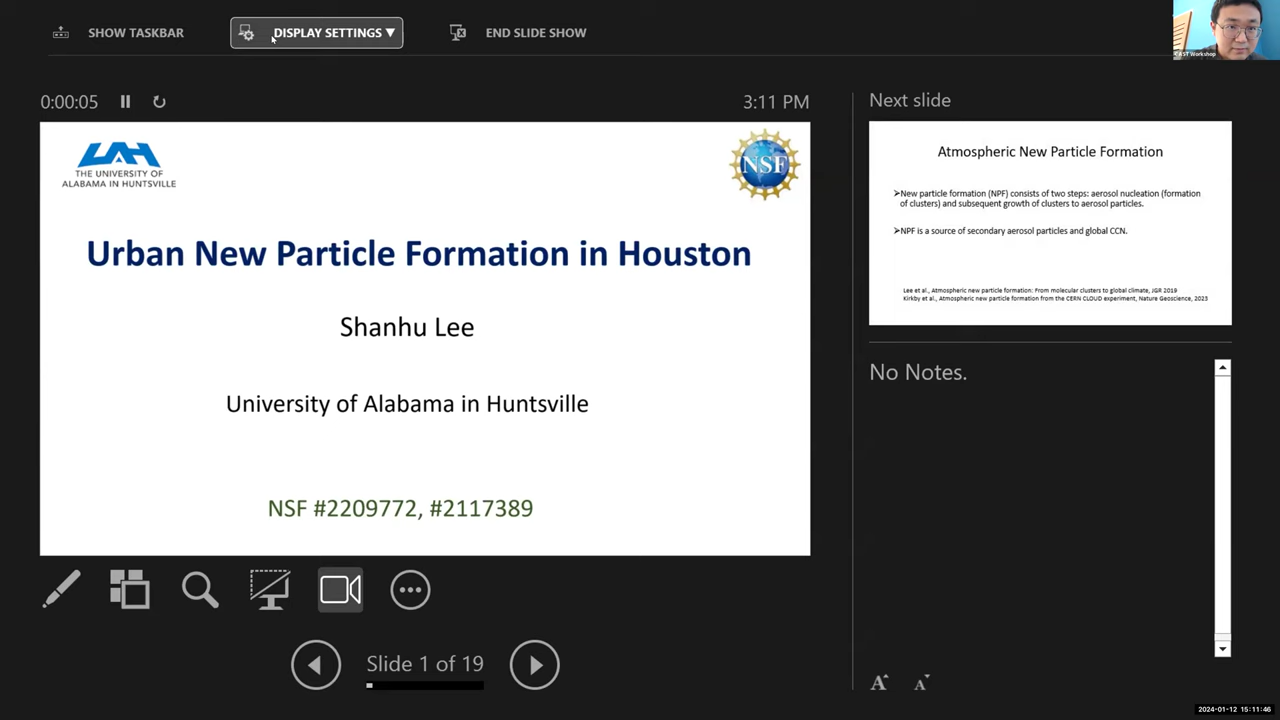 SHOW TASKBAR
DISPLAY SETTINGS ▼
END SLIDE SHOW
AST Workshop
0:00:05
3:11 PM
Next slide
THE UNIVERSITY OF
ALABAMA IN HUNTSVILLE
NSF
Urban New Particle Formation in Houston
Shanhu Lee
University of Alabama in Huntsville
NSF #2209772, #2117389
Atmospheric New Particle Formation
➢New particle formation (NPF) consists of two steps: aerosol nucleation (formation
of clusters) and subsequent growth of clusters to aerosol particles.
➢NPF is a source of secondary aerosol particles and global CCN.
Lee et al., Atmospheric new particle formation: From molecular clusters to global climate, JGR 2019
Kirkby et al., Atmospheric new particle formation from the CERN CLOUD experiment, Nature Geoscience, 2023
No Notes.
Slide 1 of 19
A A
2024-01-12 15:11:46